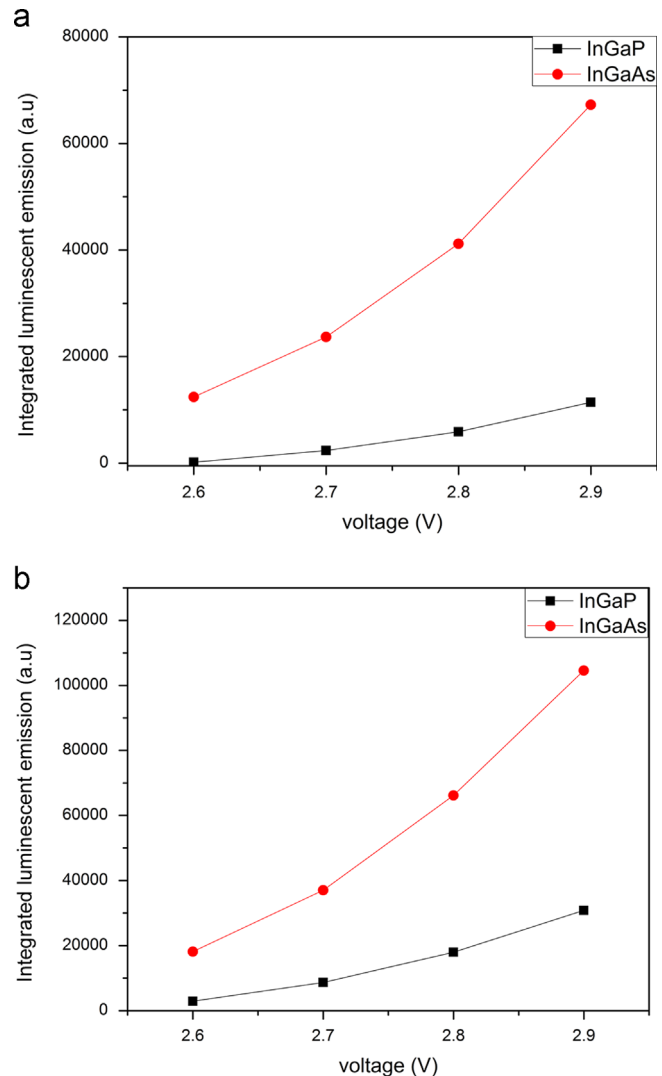 a
80000
InGaP
InGaAs
60000
40000
20000
0
Integrated luminescent emission (a.u)
2.6 2.7 2.8 2.9
voltage (V)
b
InGaP
InGaAs
120000
100000
80000
60000
40000
20000
0
Integrated luminescent emission (a.u)
2.6 2.7 2.8 2.9
voltage (V)